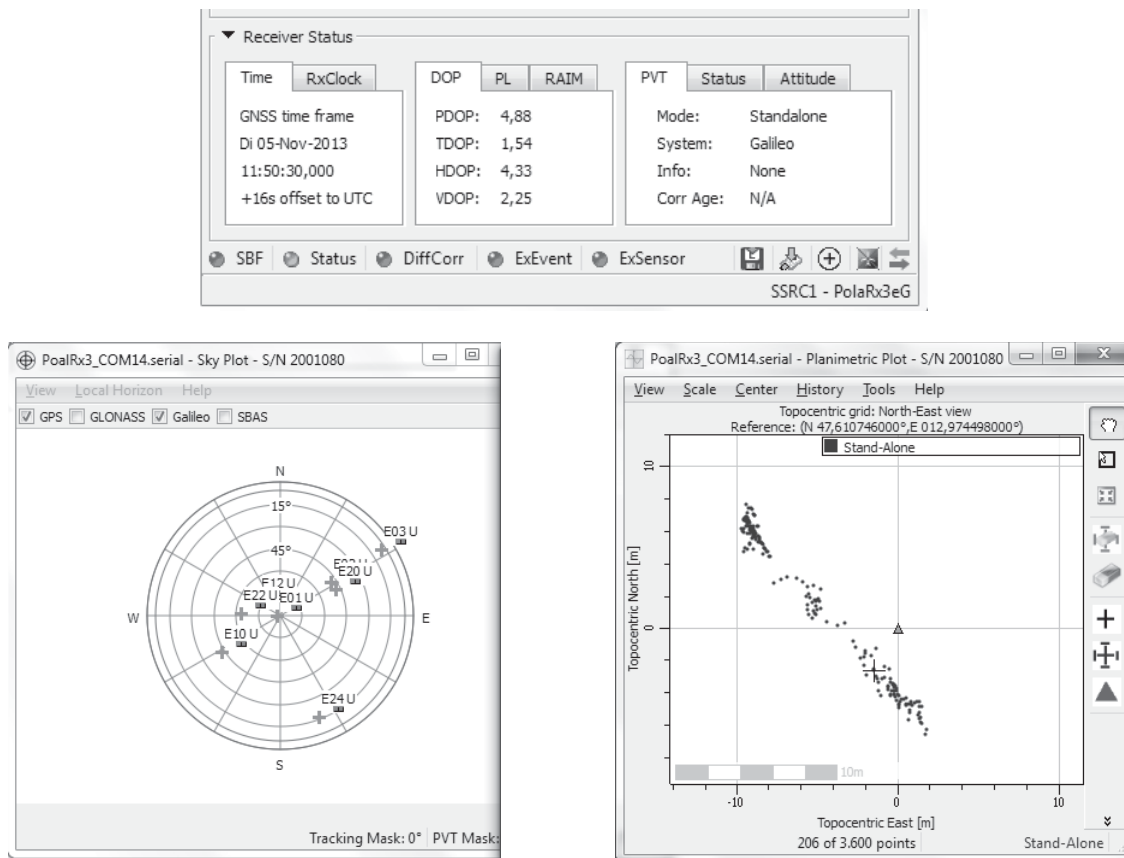 Receiver Status
Time RxClock
GNSS time frame
Di 05-Nov-2013
11:50:30,000
+16s offset to UTC
DOP PL RAIM
PDOP: 4,88
TDOP: 1,54
HDOP: 4,33
VDOP: 2,25
PVT Status Attitude
Mode: Standalone
System: Galileo
Info: None
Corr Age: N/A
SBF Status DiffCorr ExEvent ExSensor
SSRC1 - PolaRx3eG
PoalRx3_COM14.serial - Sky Plot - S/N 2001080
View Local Horizon Help
GPS GLONASS Galileo SBAS
N
15°
E03 U
45°
E20 U
E12 U
E22 U E01 U
W E
E10 U
E24 U
S
Tracking Mask: 0° PVT Mask:
PoalRx3_COM14.serial - Planimetric Plot - S/N 2001080
View Scale Center History Tools Help
Topocentric grid: North-East view
Reference: (N 47,610746000°,E 012,974498000°)
Stand-Alone
10
0
Topocentric North [m]
10m
-10 0 10
Topocentric East [m]
206 of 3.600 points Stand-Alone